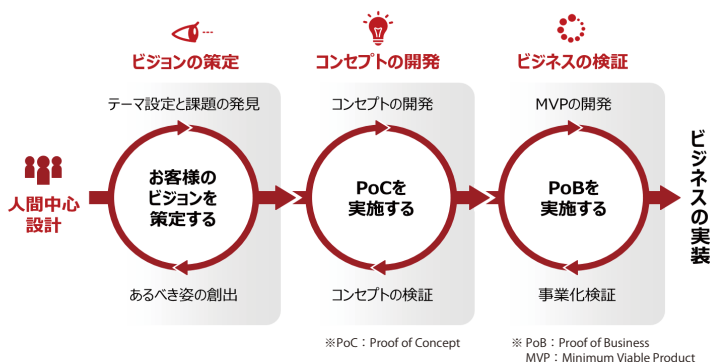 ビジョンの策定
コンセプトの開発
ビジネスの検証
テーマ設定と課題の発見
コンセプトの開発
MVPの開発
人間中心
設計
お客様の
ビジョンを
策定する
PoCを
実施する
PoBを
実施する
ビジネスの実装
あるべき姿の創出
コンセプトの検証
事業化検証
※PoC：Proof of Concept
※ PoB：Proof of Business
MVP：Minimum Viable Product